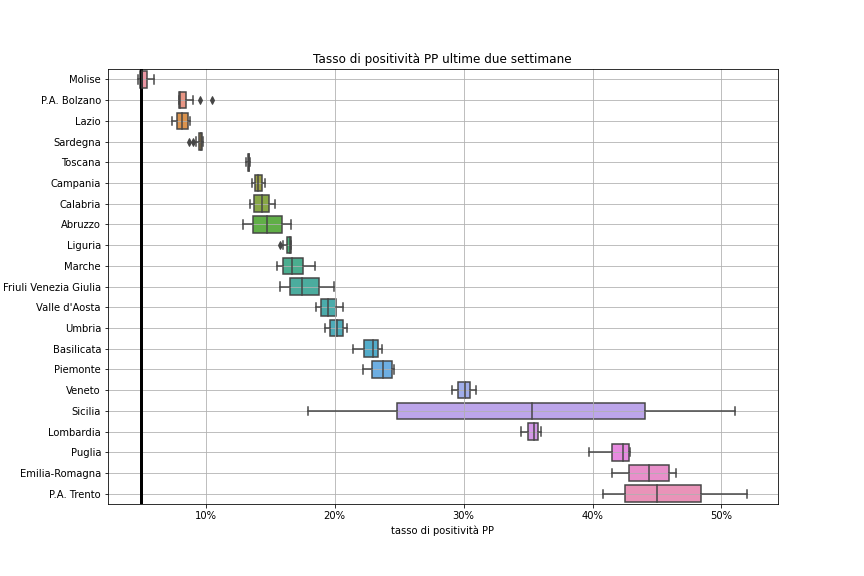 Tasso di positività PP ultime due settimane
Molise
P.A. Bolzano
Lazio
Sardegna
Toscana
Campania
Calabria
Abruzzo
Liguria
Marche
Friuli Venezia Giulia
Valle d'Aosta
Umbria
Basilicata
Piemonte
Veneto
Sicilia
Lombardia
Puglia
Emilia-Romagna
P.A. Trento
10% 20% 30% 40% 50%
tasso di positività PP